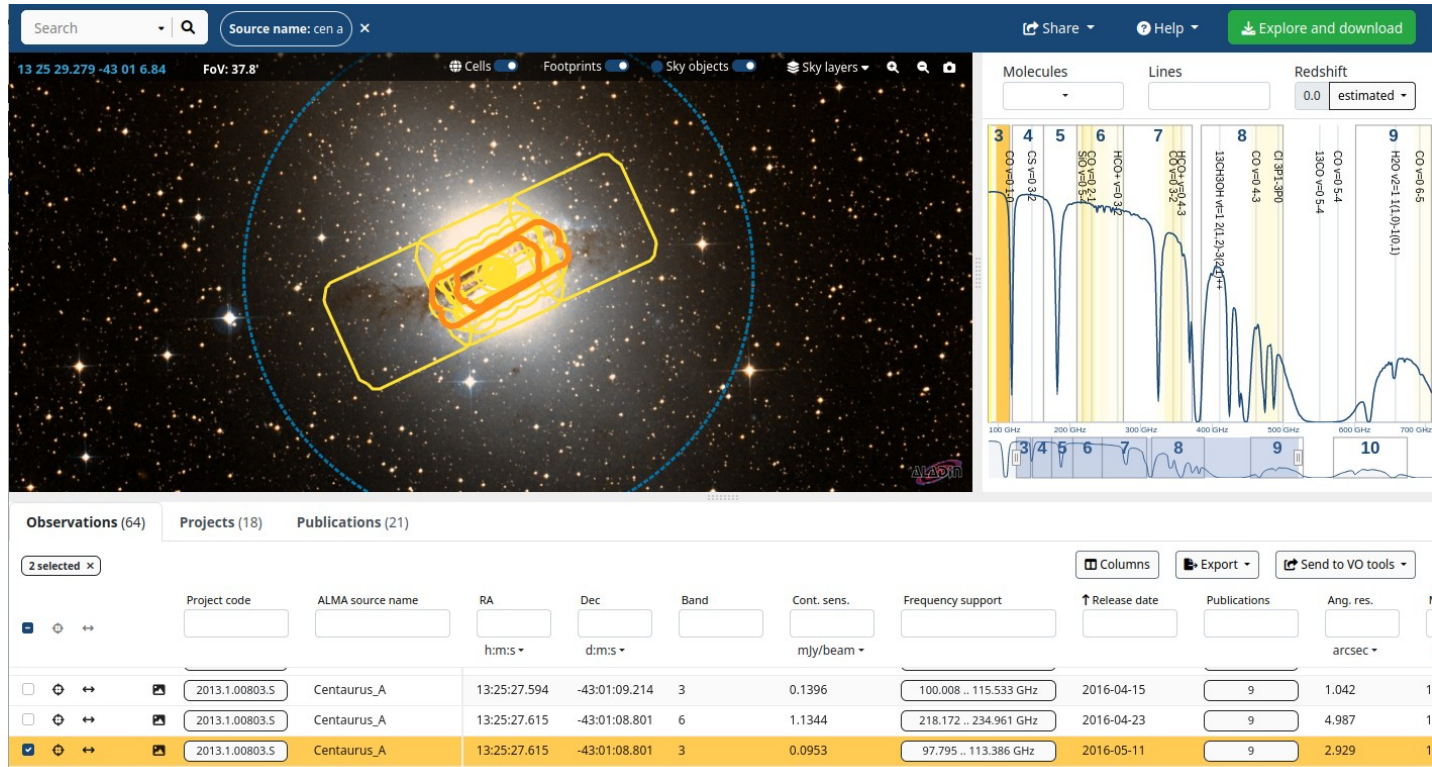 Search
Source name: cen a ×
Share
Help
Explore and download
13 25 29.279 -43 01 6.84 FoV: 37.8'
Cells
Footprints
Sky objects
Sky layers
ALADIN
Molecules Lines Redshift
0.0 estimated
3 4 5 6 7 8 9
CO v=0 1-0
CS v=0 3-2
SiO v=0 5-4
CO v=0 2-1
HCO+ v=0 3-2
CO v=0 3-2
HCO+ v=0 4-3
13CH3OH vt=1 2(1,2)-3(2,1)++
CO v=0 4-3
CI 3P1-3P0
13CO v=0 5-4
CO v=0 5-4
H2O v2=1 1(1,0)-1(0,1)
CO v=0 6-5
100 GHz 200 GHz 300 GHz 400 GHz 500 GHz 600 GHz 700 GHz
3 4 5 6 7 8 9 10
Observations (64) Projects (18) Publications (21)
2 selected ×
Columns
Export
Send to VO tools
Project code ALMA source name RA Dec Band Cont. sens. Frequency support ↑ Release date Publications Ang. res.
h:m:s d:m:s mJy/beam arcsec
2013.1.00803.S Centaurus_A 13:25:27.594 -43:01:09.214 3 0.1396 100.008 .. 115.533 GHz 2016-04-15 9 1.042 1
2013.1.00803.S Centaurus_A 13:25:27.615 -43:01:08.801 6 1.1344 218.172 .. 234.961 GHz 2016-04-23 9 4.987 1
2013.1.00803.S Centaurus_A 13:25:27.615 -43:01:08.801 3 0.0953 97.795 .. 113.386 GHz 2016-05-11 9 2.929 1